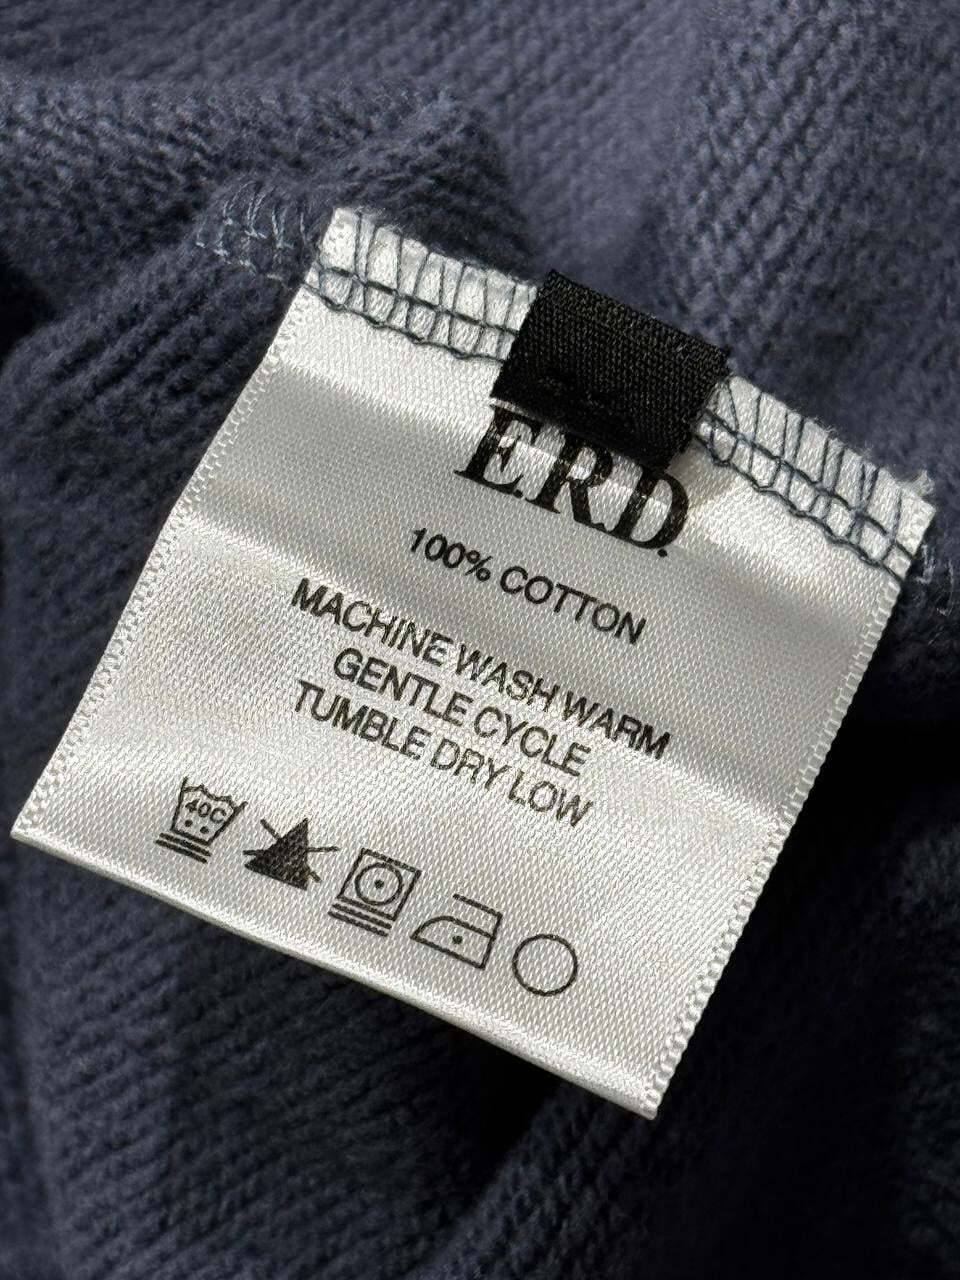 E.R.D.
100% COTTON
MACHINE WASH WARM
GENTLE CYCLE
TUMBLE DRY LOW
40C